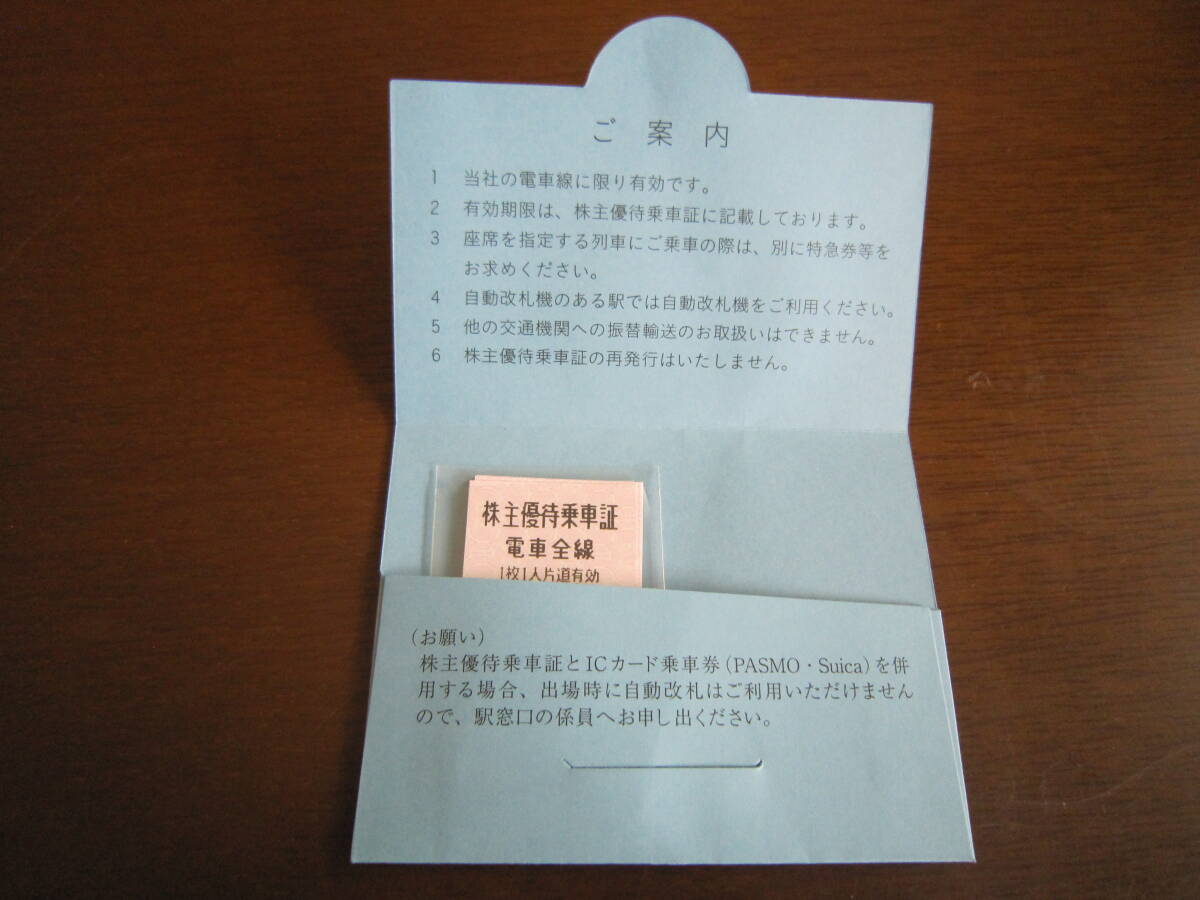 ご案内
1 当社の電車線に限り有効です。
2 有効期限は、株主優待乗車証に記載しております。
3 座席を指定する列車にご乗車の際は、別に特急券等を
お求めください。
4 自動改札機のある駅では自動改札機をご利用ください。
5 他の交通機関への振替輸送のお取扱いはできません。
6 株主優待乗車証の再発行はいたしません。
株主優待乗車証
電車全線
1枚1人片道有効
(お願い)
株主優待乗車証とICカード乗車券(PASMO・Suica)を併
用する場合、出場時に自動改札はご利用いただけません
ので、駅窓口の係員へお申し出ください。